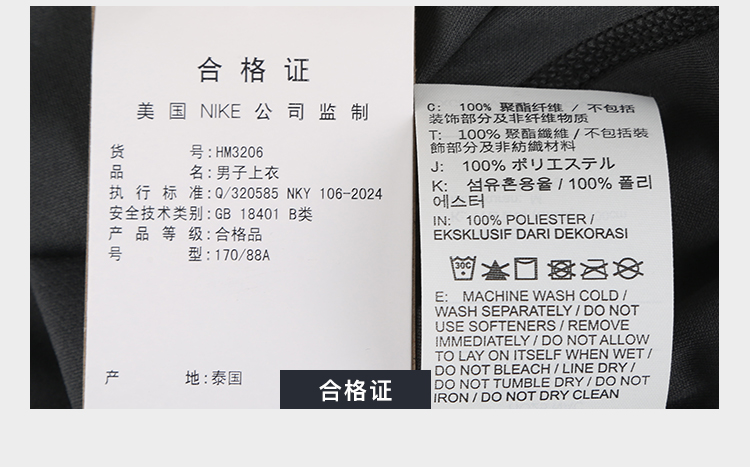 合格证
美国 NIKE 公司监制
货号:HM3206
品名:男子上衣
执行标准:Q/320585 NKY 106-2024
安全技术类别:GB 18401 B类
产品等级:合格品
号型:170/88A
产地:泰国
C: 100% 聚酯纤维 / 不包括
装饰部分及非纤维物质
T: 100% 聚酯纖維 / 不包括裝
飾部分及非紡織材料
J: 100% ポリエステル
K: 섬유혼용율 / 100% 폴리
에스터
IN: 100% POLIESTER /
EKSKLUSIF DARI DEKORASI
30C
E: MACHINE WASH COLD /
WASH SEPARATELY / DO NOT
USE SOFTENERS / REMOVE
IMMEDIATELY / DO NOT ALLOW
TO LAY ON ITSELF WHEN WET /
DO NOT BLEACH / LINE DRY /
DO NOT TUMBLE DRY / DO NOT
IRON / DO NOT DRY CLEAN
合格证